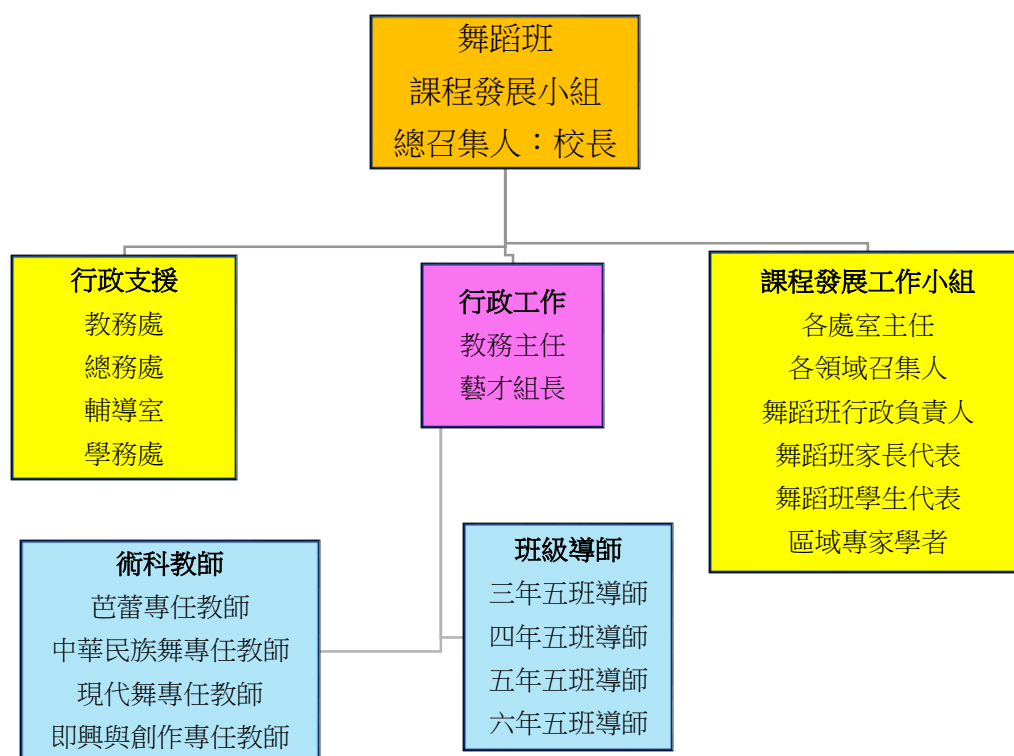 舞蹈班
課程發展小組
總召集人：校長
行政支援
教務處
總務處
輔導室
學務處
行政工作
教務主任
藝才組長
課程發展工作小組
各處室主任
各領域召集人
舞蹈班行政負責人
舞蹈班家長代表
舞蹈班學生代表
區域專家學者
術科教師
芭蕾專任教師
中華民族舞專任教師
現代舞專任教師
即興與創作專任教師
班級導師
三年五班導師
四年五班導師
五年五班導師
六年五班導師